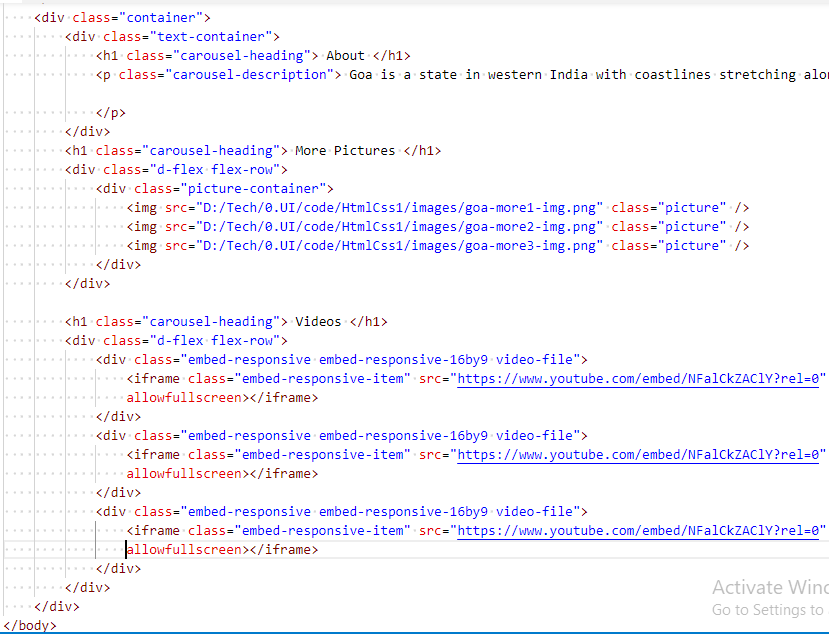 <div class="container">
<div class="text-container">
<h1 class="carousel-heading"> About </h1>
<p class="carousel-description"> Goa is a state in western India with coastlines stretching alon
</p>
</div>
<h1 class="carousel-heading"> More Pictures </h1>
<div class="d-flex flex-row">
<div class="picture-container">
<img src="D:/Tech/0.UI/code/HtmlCss1/images/goa-more1-img.png" class="picture" />
<img src="D:/Tech/0.UI/code/HtmlCss1/images/goa-more2-img.png" class="picture" />
<img src="D:/Tech/0.UI/code/HtmlCss1/images/goa-more3-img.png" class="picture" />
</div>
</div>
<h1 class="carousel-heading"> Videos </h1>
<div class="d-flex flex-row">
<div class="embed-responsive embed-responsive-16by9 video-file">
<iframe class="embed-responsive-item" src="https://www.youtube.com/embed/NFalCkZAClY?rel=0"
allowfullscreen></iframe>
</div>
<div class="embed-responsive embed-responsive-16by9 video-file">
<iframe class="embed-responsive-item" src="https://www.youtube.com/embed/NFalCkZAClY?rel=0"
allowfullscreen></iframe>
</div>
<div class="embed-responsive embed-responsive-16by9 video-file">
<iframe class="embed-responsive-item" src="https://www.youtube.com/embed/NFalCkZAClY?rel=0"
allowfullscreen></iframe>
</div>
</div>
</div>
</body>
Activate Wind
Go to Settings to